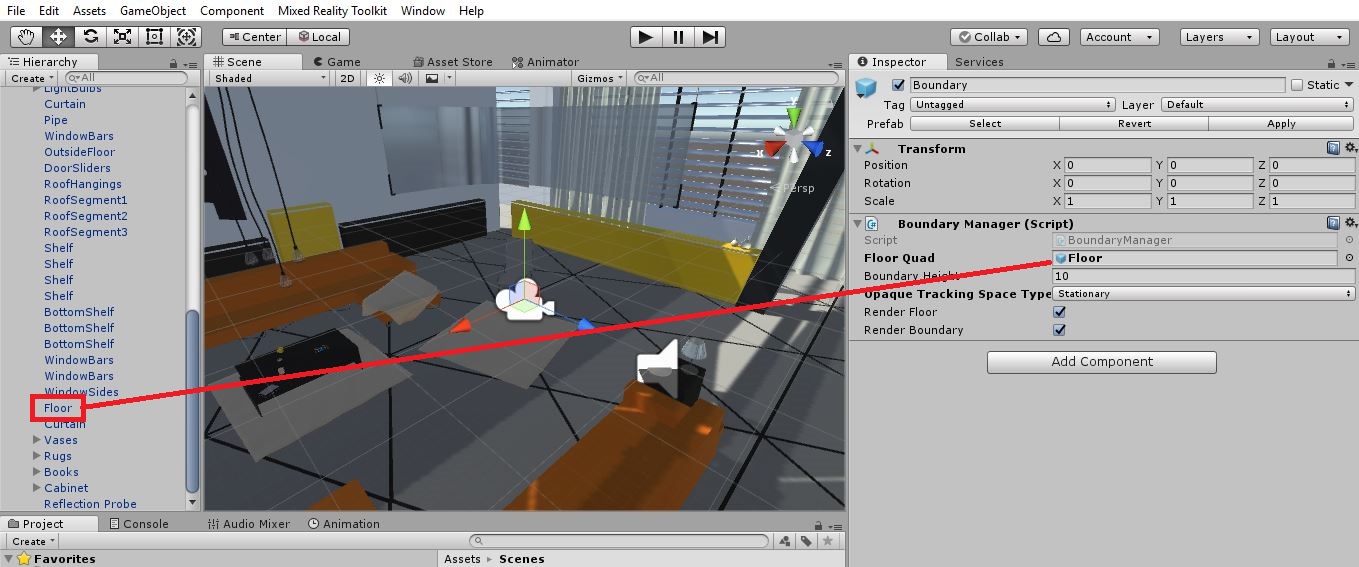 File Edit Assets GameObject Component Mixed Reality Toolkit Window Help
Center Local Collab Account Layers Layout
Hierarchy
Create All
LightBulbs
Curtain
Pipe
WindowBars
OutsideFloor
DoorSliders
RoofHangings
RoofSegment1
RoofSegment2
RoofSegment3
Shelf
Shelf
Shelf
Shelf
BottomShelf
BottomShelf
BottomShelf
WindowBars
WindowBars
WindowSides
Floor
Curtain
Vases
Rugs
Books
Cabinet
Reflection Probe
Scene Game Asset Store Animator
Shaded 2D Gizmos All
y
x z
Persp
Inspector Services
Boundary Static
Tag Untagged Layer Default
Prefab Select Revert Apply
Transform
Position X 0 Y 0 Z 0
Rotation X 0 Y 0 Z 0
Scale X 1 Y 1 Z 1
Boundary Manager (Script)
Script BoundaryManager
Floor Quad Floor
Boundary Height 10
Opaque Tracking Space Type Stationary
Render Floor
Render Boundary
Add Component
Project Console Audio Mixer Animation
Create
Favorites
Assets Scenes